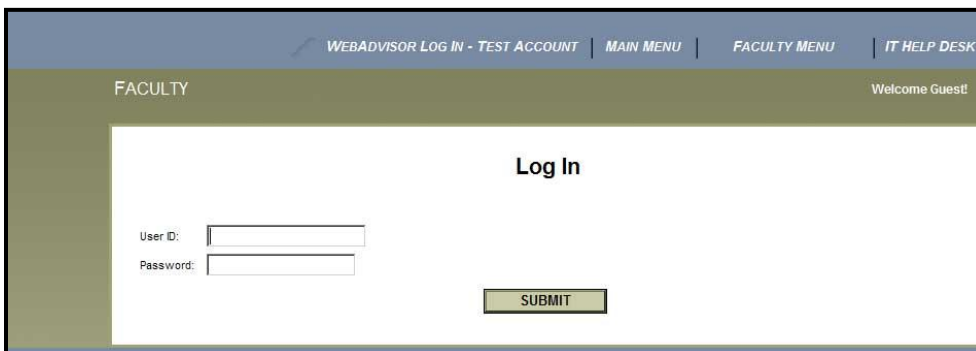 WEBADVISOR LOG IN - TEST ACCOUNT | MAIN MENU | FACULTY MENU | IT HELP DESK
FACULTY Welcome Guest!
Log In
User ID:
Password:
SUBMIT